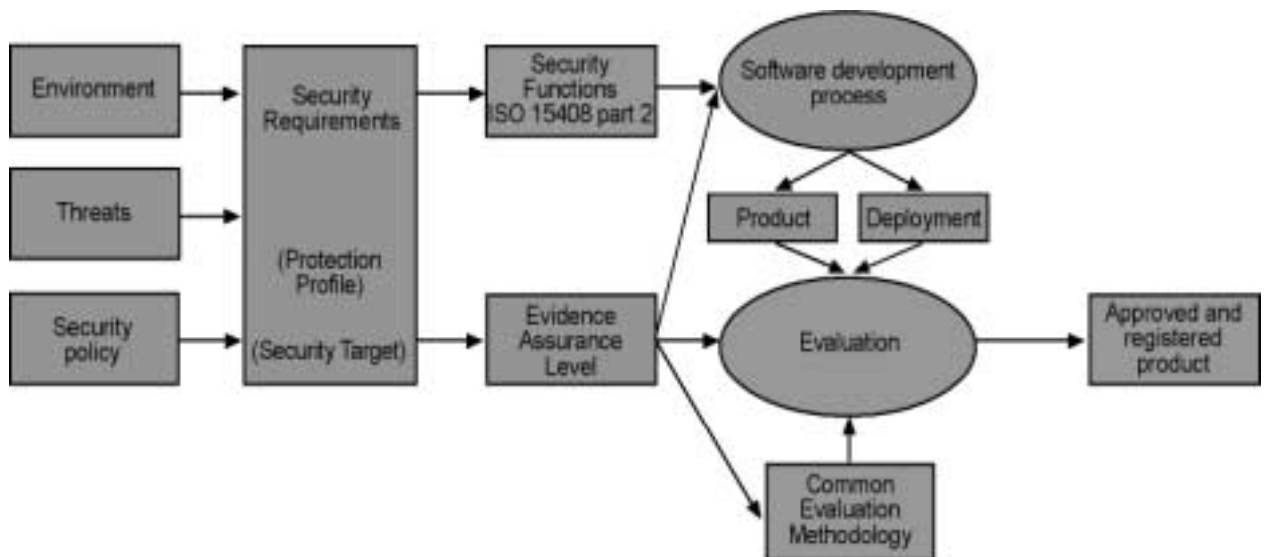 Environment
Threats
Security
policy
Security
Requirements
(Protection
Profile)
(Security Target)
Security
Functions
ISO 15408 part 2
Evidence
Assurance
Level
Software development
process
Product
Deployment
Evaluation
Common
Evaluation
Methodology
Approved and
registered
product